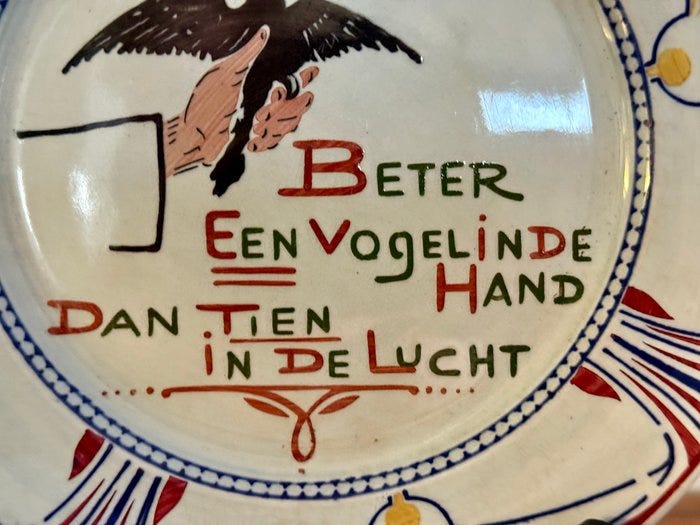 BETER
EEN VOGEL IN DE
HAND
DAN TIEN
IN DE LUCHT